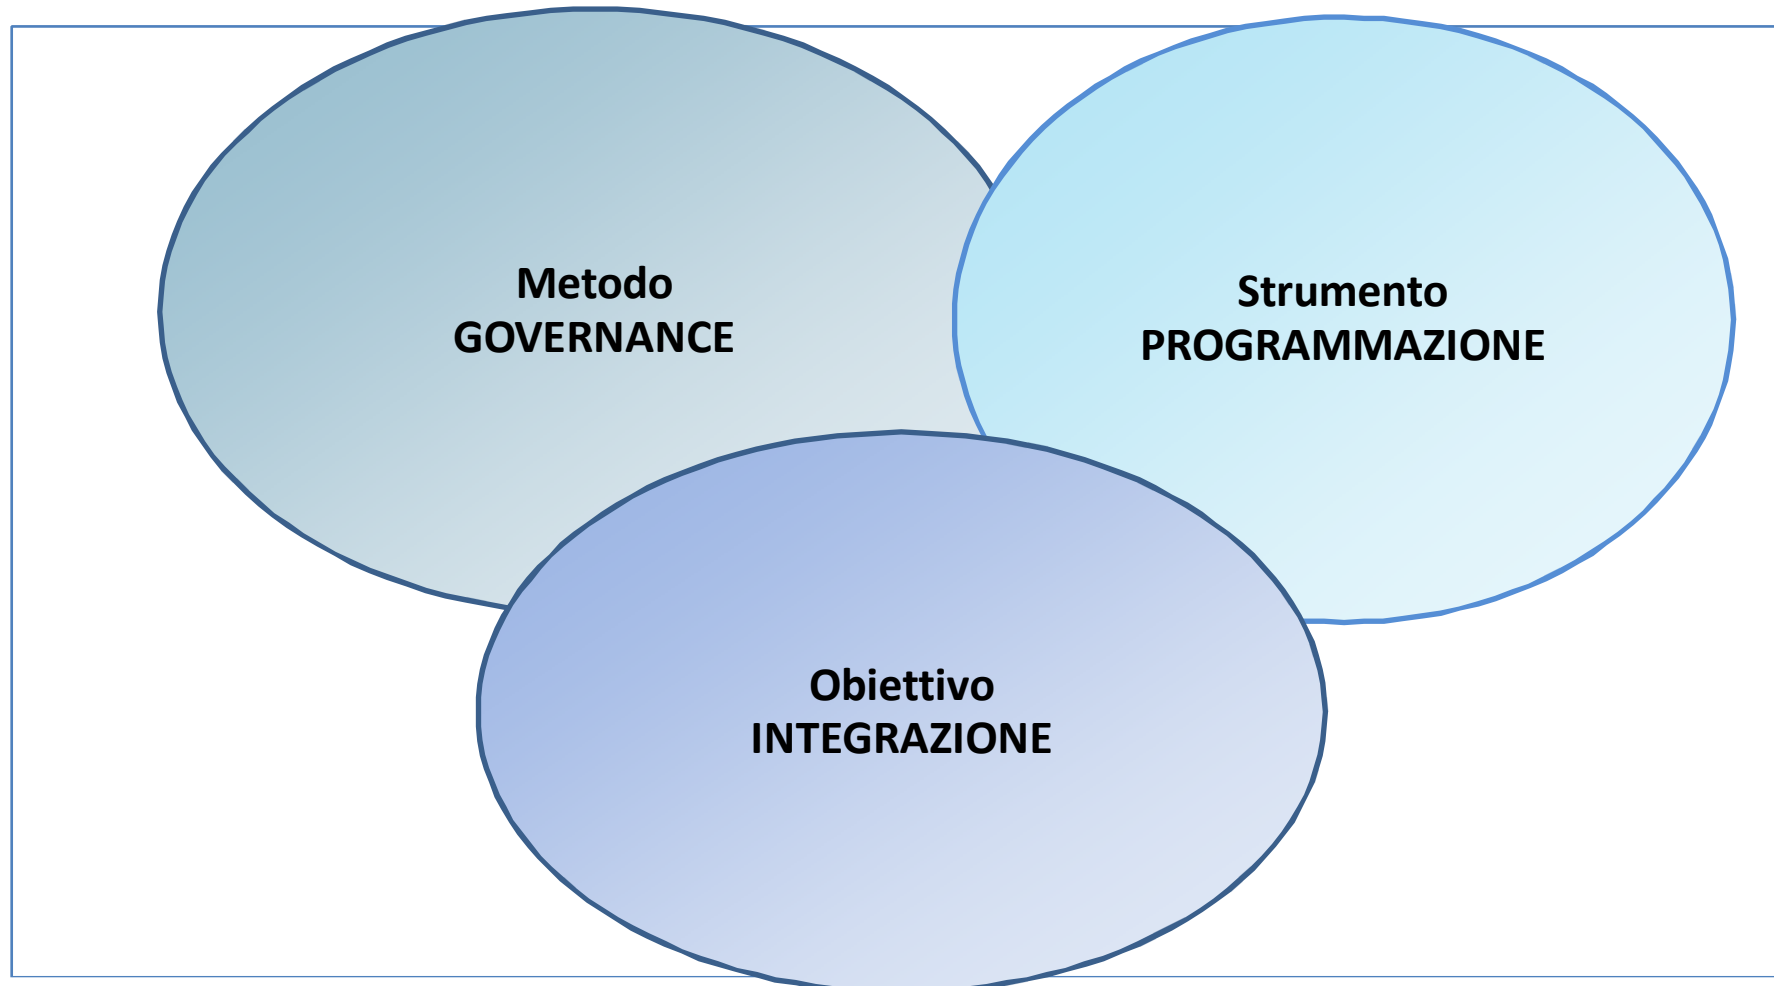 Metodo
GOVERNANCE
Strumento
PROGRAMMAZIONE
Obiettivo
INTEGRAZIONE